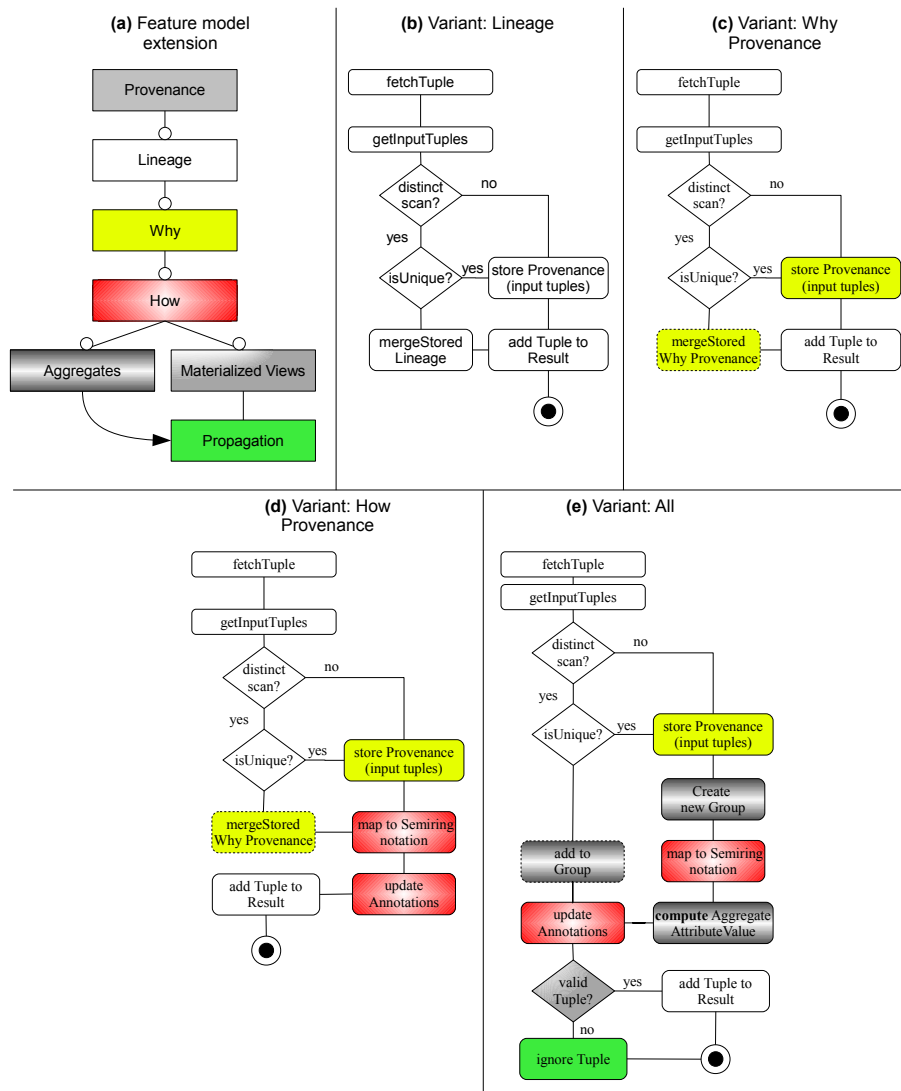 (a) Feature model
extension
Provenance
Lineage
Why
How
Aggregates
Materialized Views
Propagation
(b) Variant: Lineage
fetchTuple
getInputTuples
distinct
scan?
no
yes
isUnique?
yes
store Provenance
(input tuples)
mergeStored
Lineage
add Tuple to
Result
(c) Variant: Why
Provenance
fetchTuple
getInputTuples
distinct
scan?
no
yes
isUnique?
yes
store Provenance
(input tuples)
mergeStored
Why Provenance
add Tuple to
Result
(d) Variant: How
Provenance
fetchTuple
getInputTuples
distinct
scan?
no
yes
isUnique?
yes
store Provenance
(input tuples)
mergeStored
Why Provenance
map to Semiring
notation
add Tuple to
Result
update
Annotations
(e) Variant: All
fetchTuple
getInputTuples
distinct
scan?
no
yes
isUnique?
yes
store Provenance
(input tuples)
Create
new Group
add to
Group
map to Semiring
notation
update
Annotations
compute Aggregate
AttributeValue
valid
Tuple?
yes
add Tuple to
Result
no
ignore Tuple